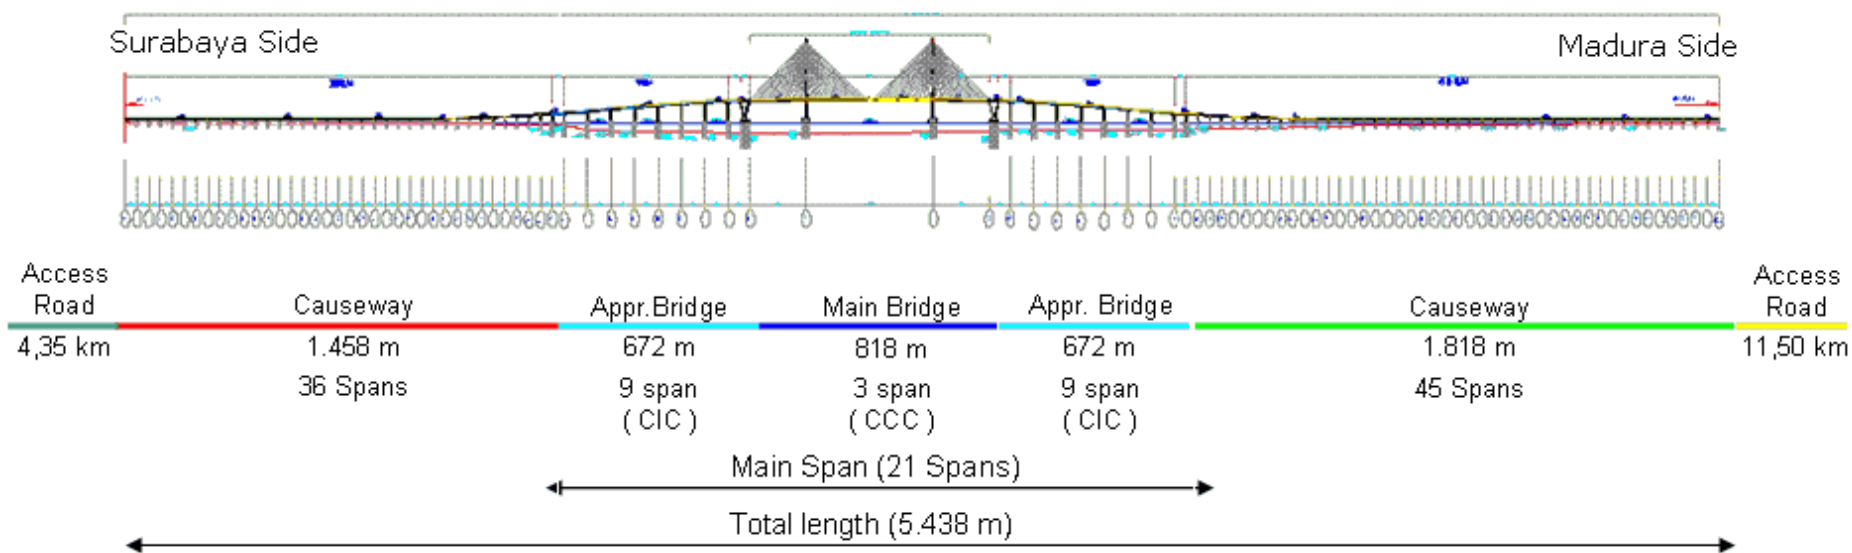 Surabaya Side
Madura Side
Access
Road
Causeway
Appr.Bridge
Main Bridge
Appr. Bridge
Causeway
Access
Road
4,35 km
1.458 m
672 m
818 m
672 m
1.818 m
11,50 km
36 Spans
9 span
( CIC )
3 span
( CCC )
9 span
( CIC )
45 Spans
Main Span (21 Spans)
Total length (5.438 m)